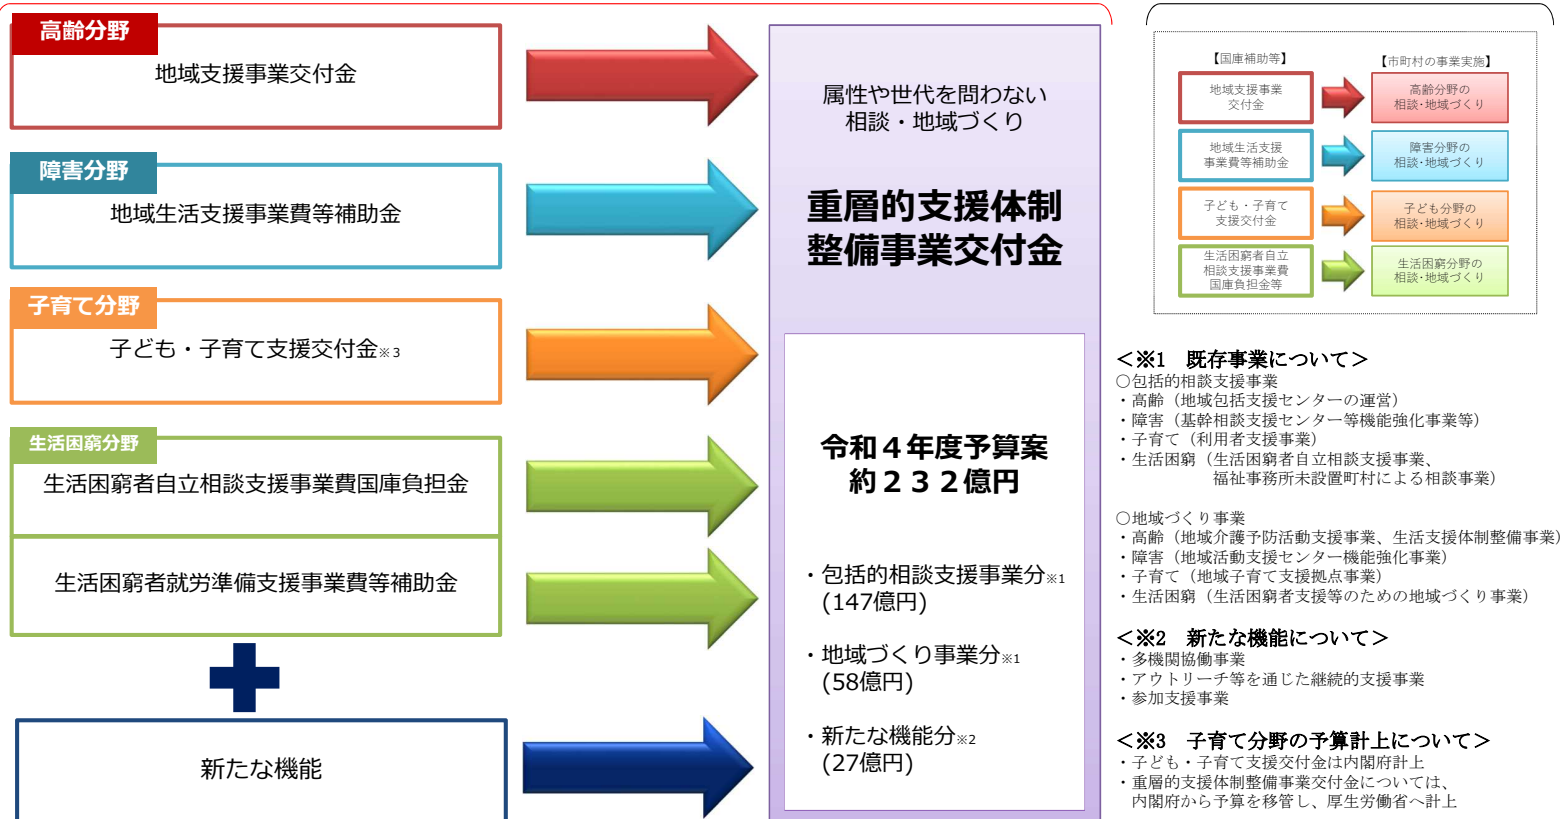 高齢分野
地域支援事業交付金
障害分野
地域生活支援事業費等補助金
子育て分野
子ども・子育て支援交付金※3
生活困窮分野
生活困窮者自立相談支援事業費国庫負担金
生活困窮者就労準備支援事業費等補助金
新たな機能
属性や世代を問わない
相談・地域づくり
重層的支援体制
整備事業交付金
令和４年度予算案
約２３２億円
・包括的相談支援事業分※1
(147億円)
・地域づくり事業分※1
(58億円)
・新たな機能分※2
(27億円)
【国庫補助等】
【市町村の事業実施】
地域支援事業
交付金
高齢分野の
相談・地域づくり
地域生活支援
事業費等補助金
障害分野の
相談・地域づくり
子ども・子育て
支援交付金
子ども分野の
相談・地域づくり
生活困窮者自立
相談支援事業費
国庫負担金等
生活困窮分野の
相談・地域づくり
＜※1　既存事業について＞
○包括的相談支援事業
・高齢（地域包括支援センターの運営）
・障害（基幹相談支援センター等機能強化事業等）
・子育て（利用者支援事業）
・生活困窮（生活困窮者自立相談支援事業、
福祉事務所未設置町村による相談事業）
○地域づくり事業
・高齢（地域介護予防活動支援事業、生活支援体制整備事業）
・障害（地域活動支援センター機能強化事業）
・子育て（地域子育て支援拠点事業）
・生活困窮（生活困窮者支援等のための地域づくり事業）
＜※2　新たな機能について＞
・多機関協働事業
・アウトリーチ等を通じた継続的支援事業
・参加支援事業
＜※3　子育て分野の予算計上について＞
・子ども・子育て支援交付金は内閣府計上
・重層的支援体制整備事業交付金については、
内閣府から予算を移管し、厚生労働省へ計上